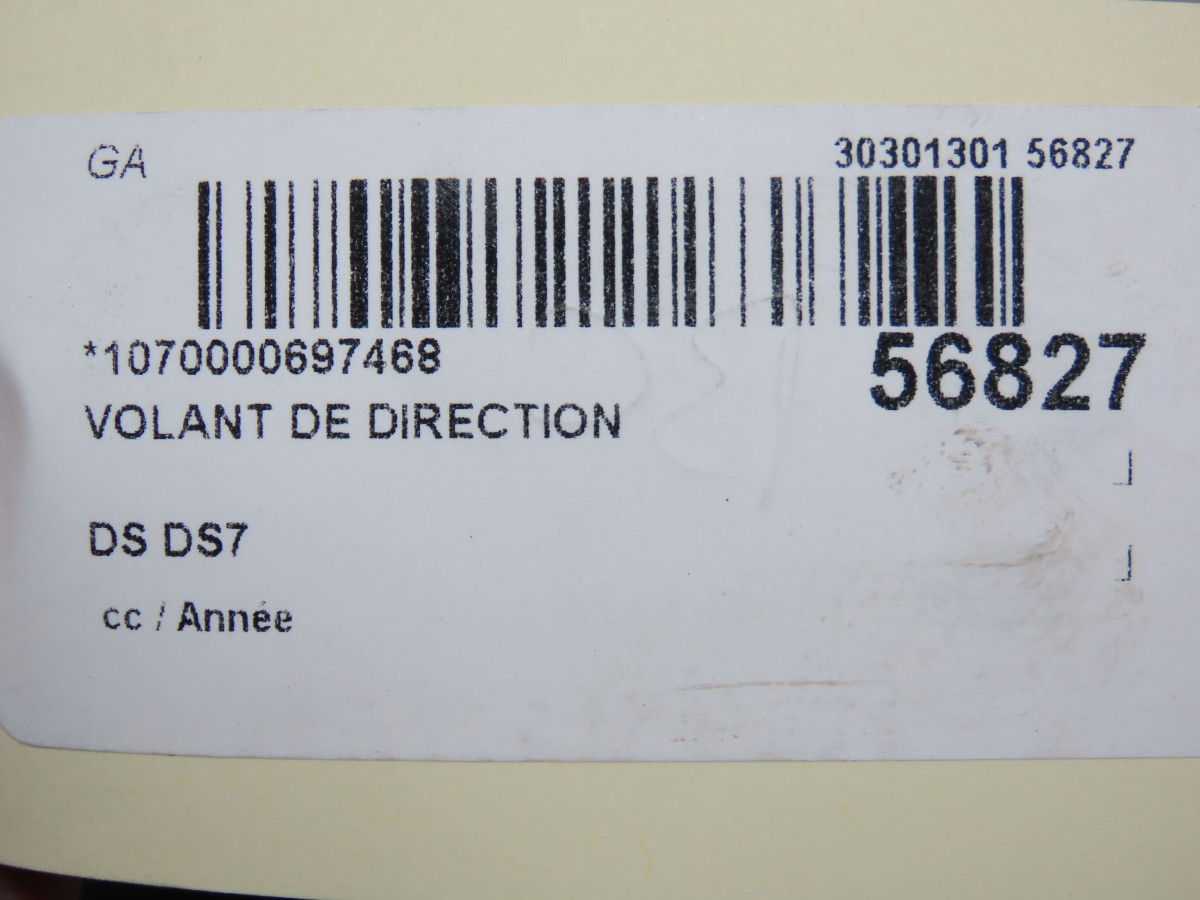 GA
30301301 56827
*1070000697468
56827
VOLANT DE DIRECTION
DS DS7
cc / Année